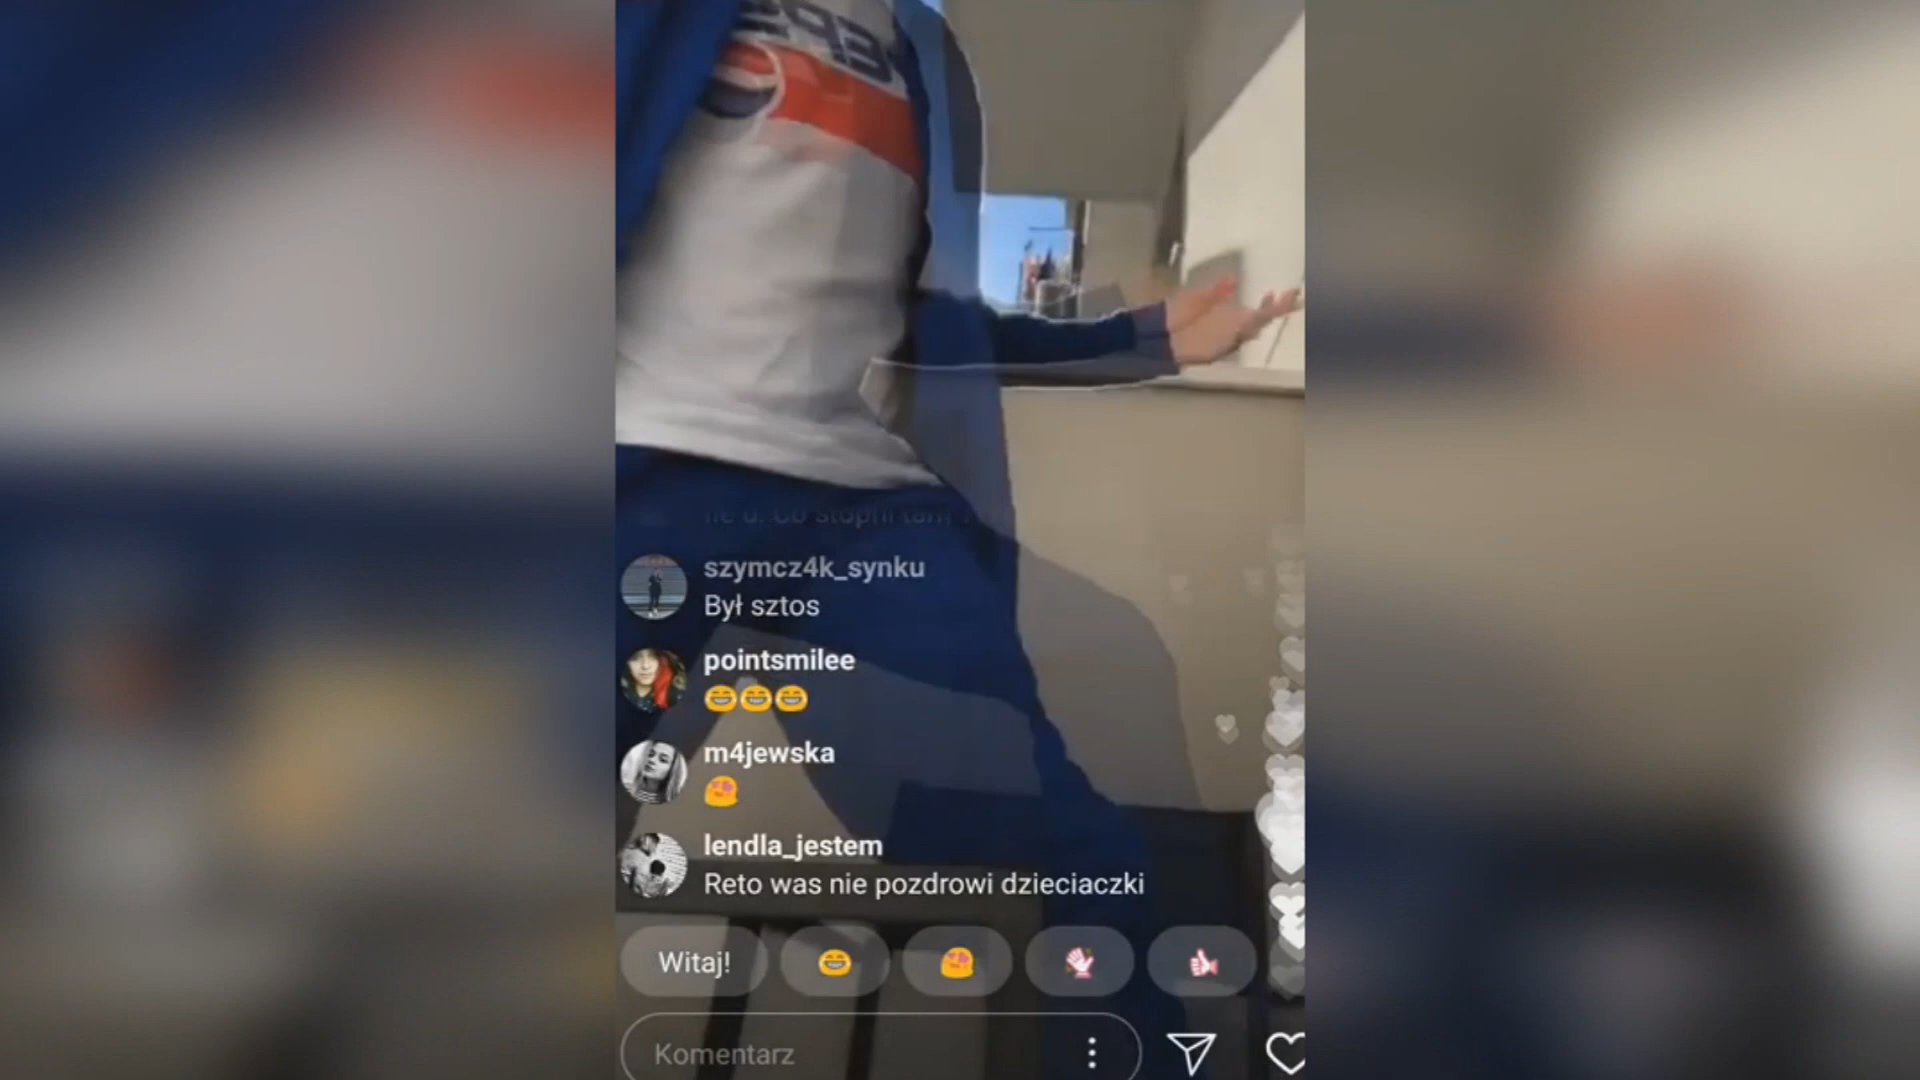 szymcz4k_synku
Był sztos
pointsmilee
😂😂😂
m4jewska
😍
lendla_jestem
Reto was nie pozdrowi dzieciaczki
Witaj!
Komentarz